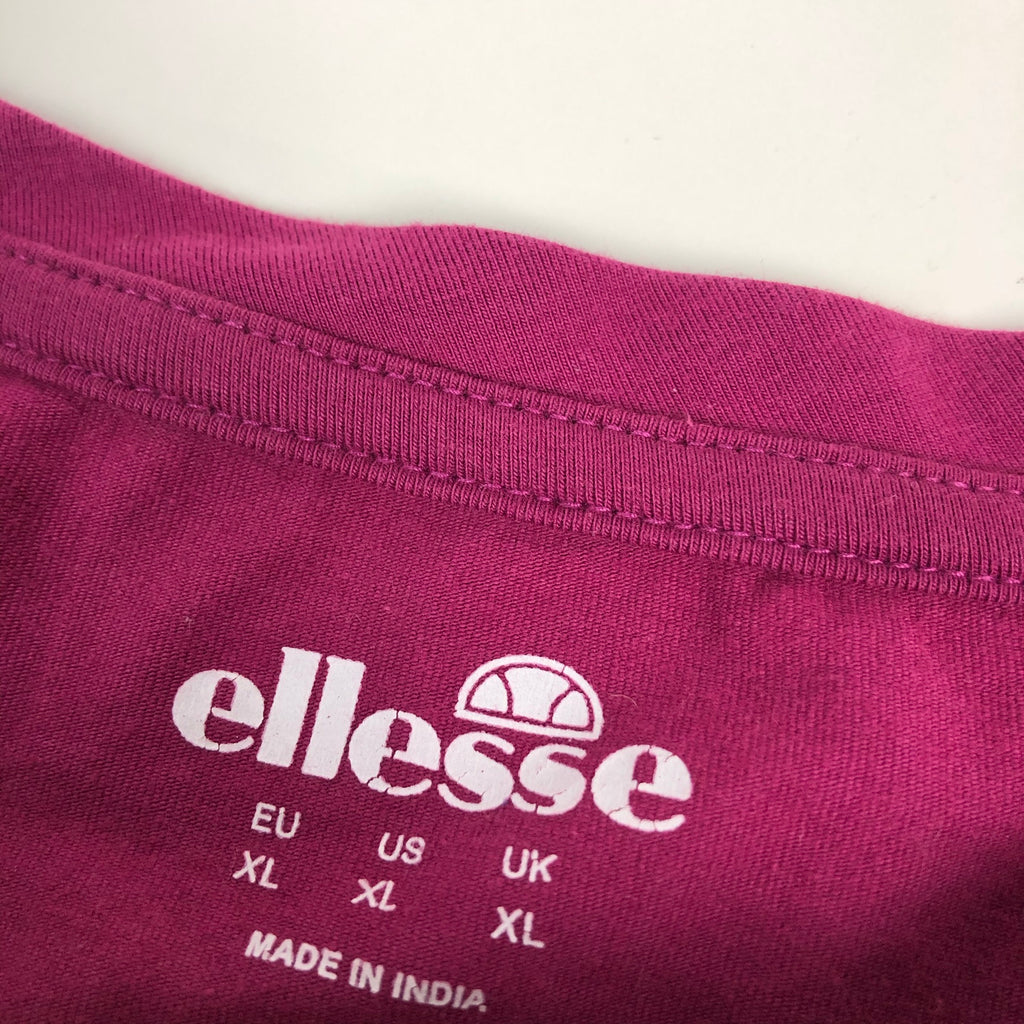 ellesse
EU US UK
XL XL XL
MADE IN INDIA